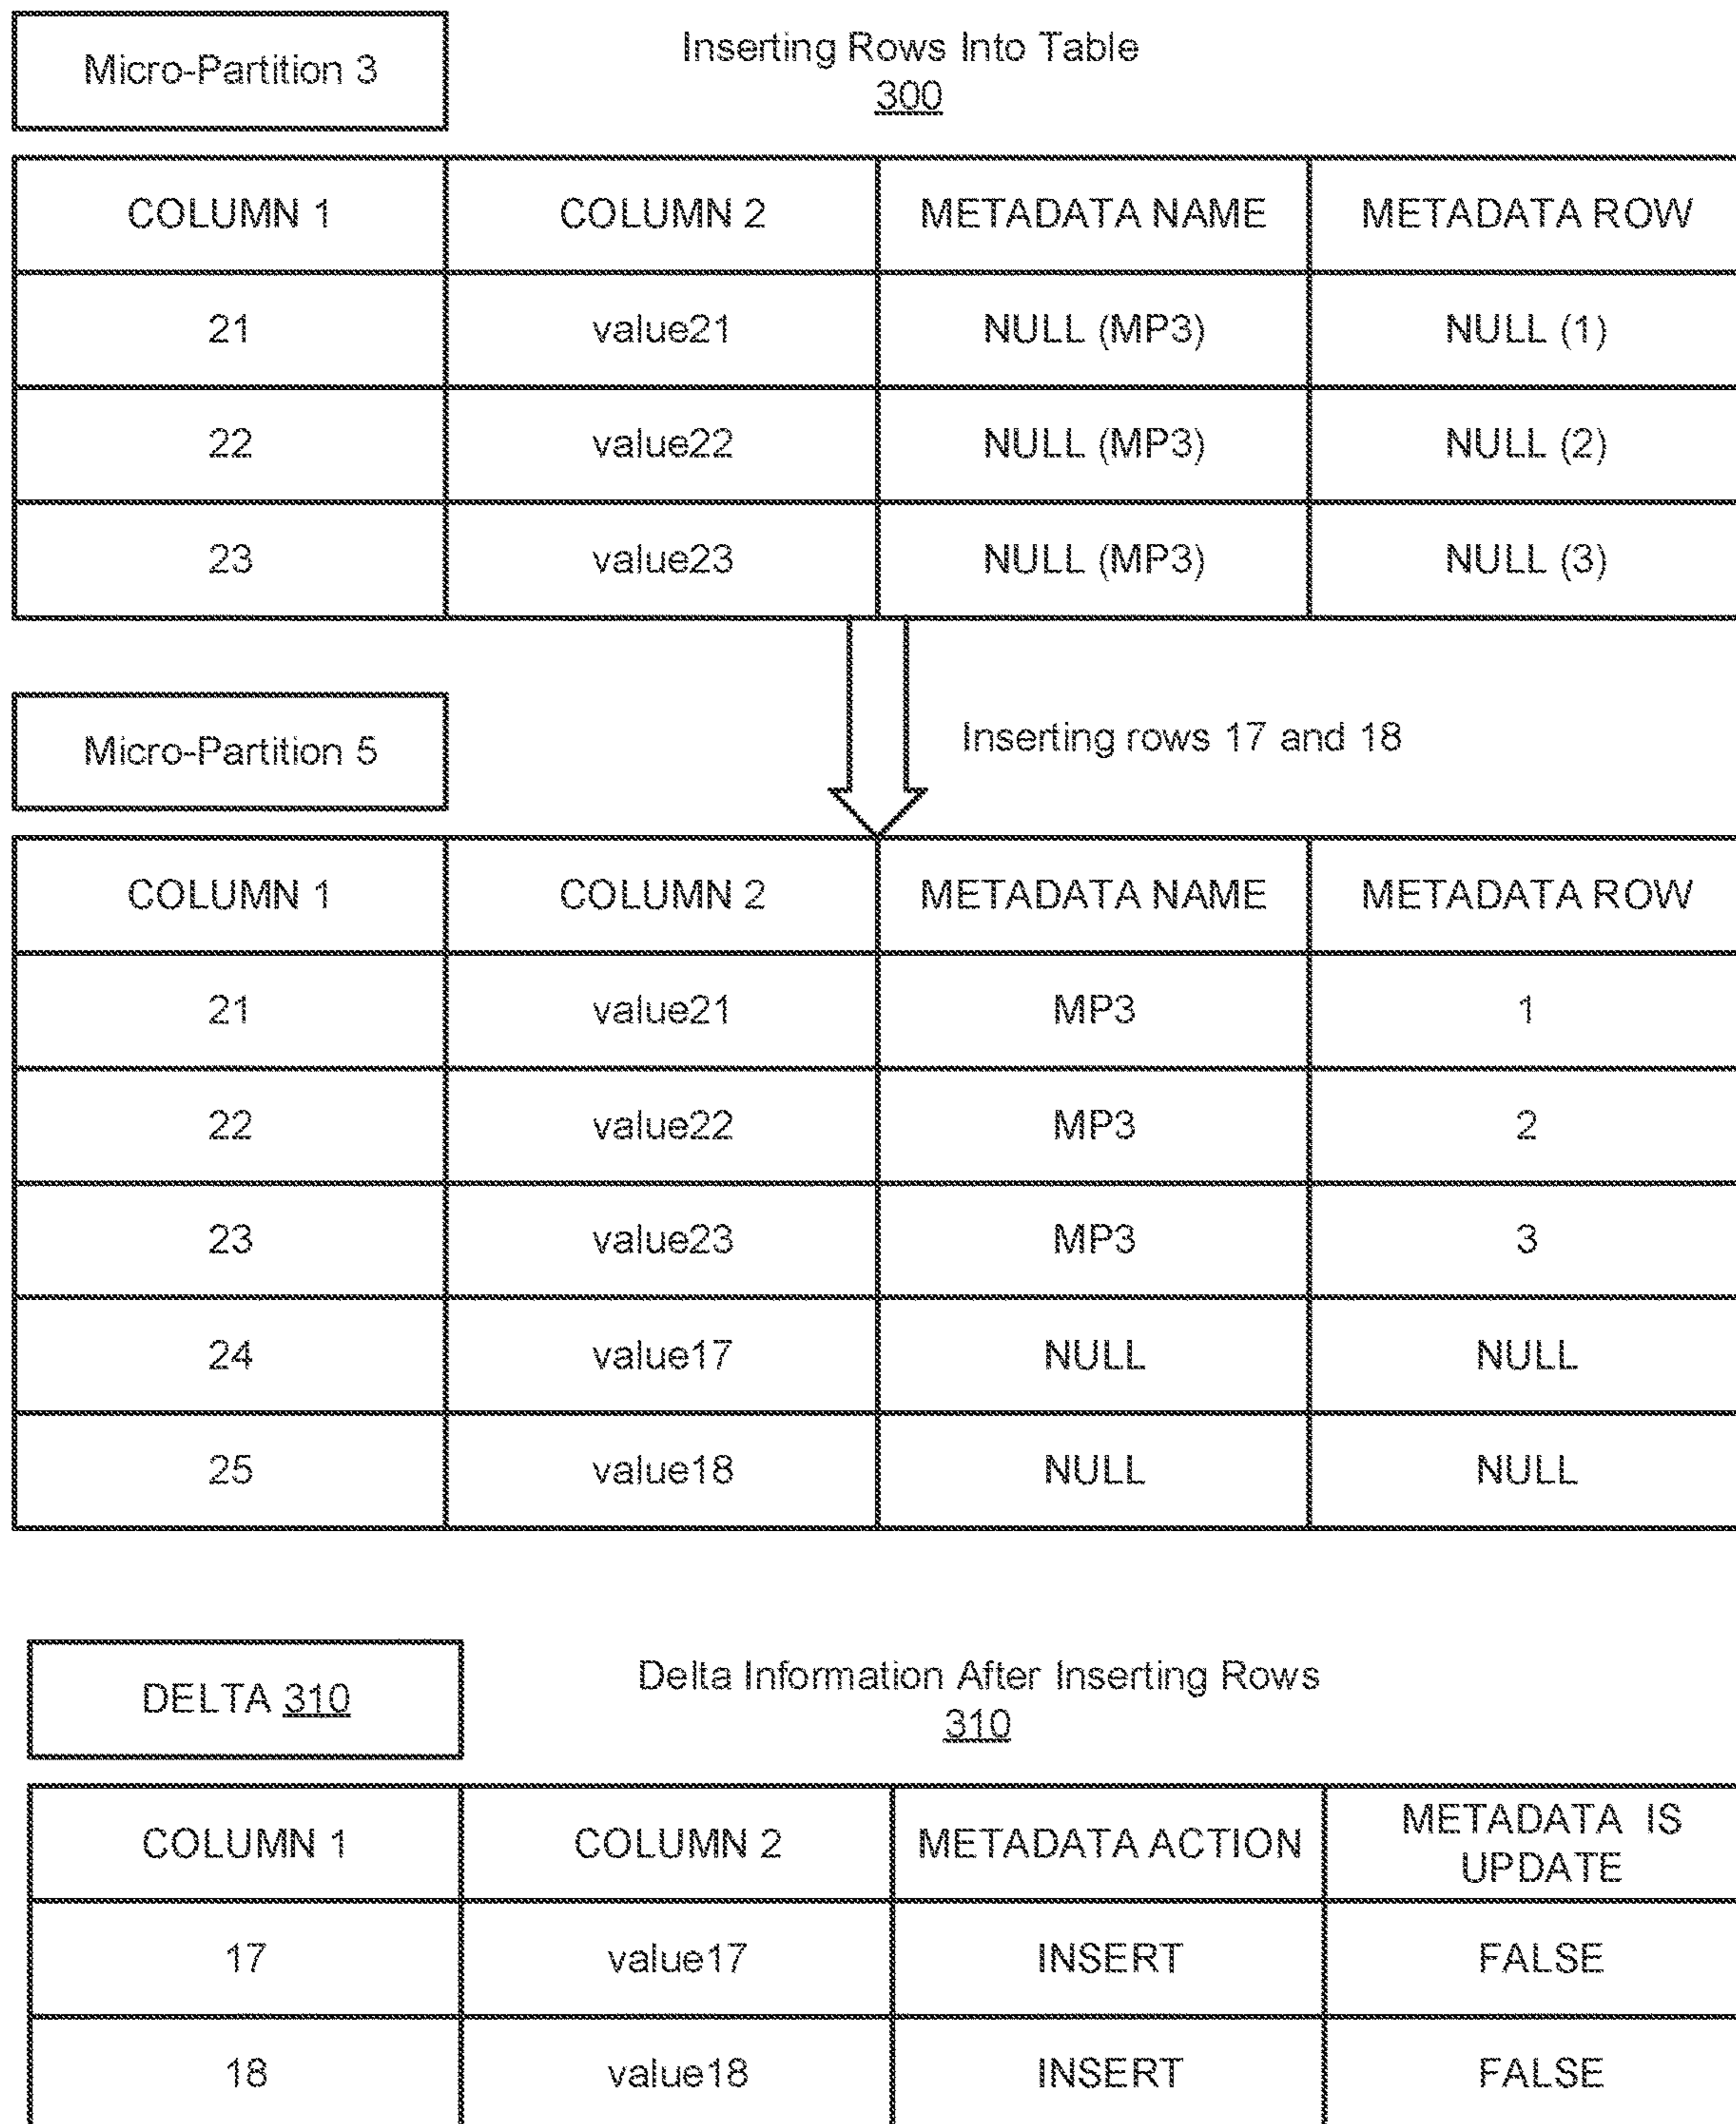 Micro-Partition 3
Inserting Rows Into Table
300
COLUMN 1 COLUMN 2 METADATA NAME METADATA ROW
21 value21 NULL (MP3) NULL (1)
22 value22 NULL (MP3) NULL (2)
23 value23 NULL (MP3) NULL (3)
Micro-Partition 5
Inserting rows 17 and 18
COLUMN 1 COLUMN 2 METADATA NAME METADATA ROW
21 value21 MP3 1
22 value22 MP3 2
23 value23 MP3 3
24 value17 NULL NULL
25 value18 NULL NULL
DELTA 310
Delta Information After Inserting Rows
310
COLUMN 1 COLUMN 2 METADATA ACTION METADATA IS
UPDATE
17 value17 INSERT FALSE
18 value18 INSERT FALSE